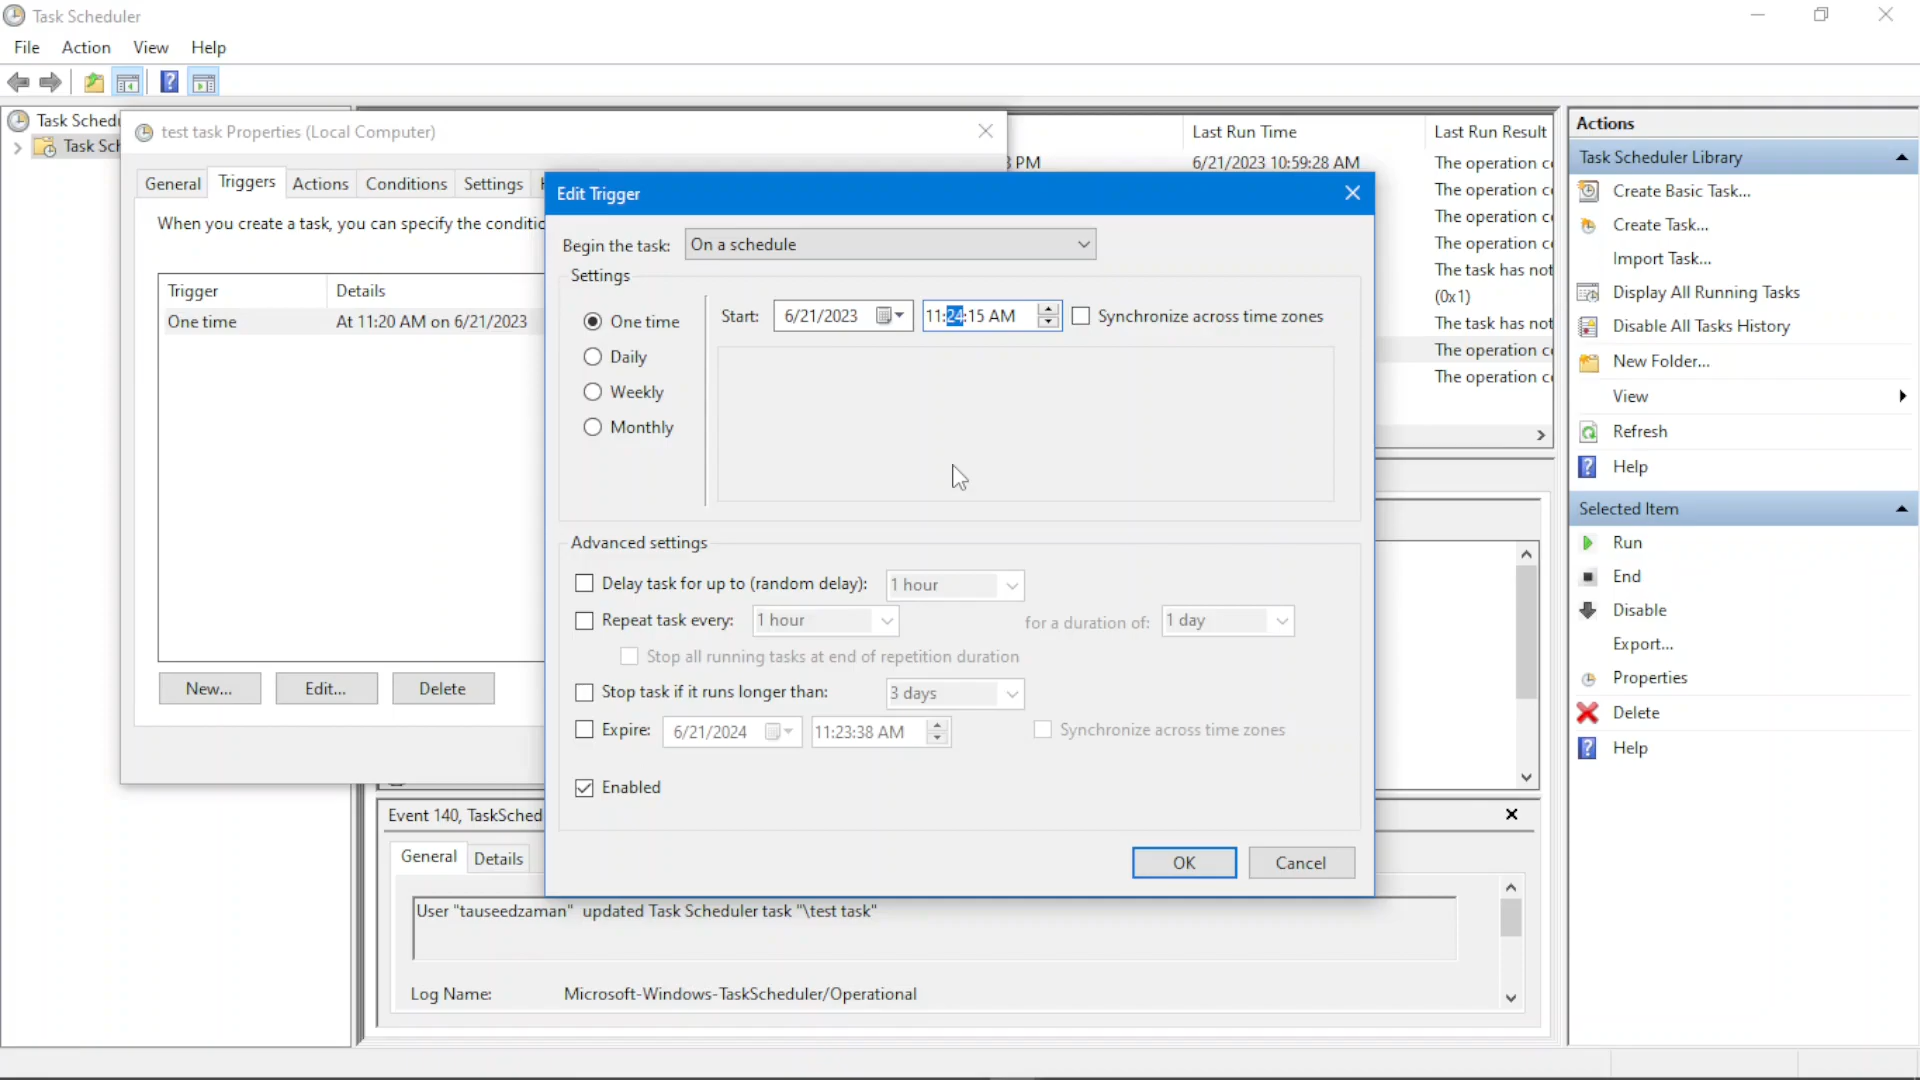 Task Scheduler
File Action View Help
Task Schedu
Task Sch
test task Properties (Local Computer)
General Triggers Actions Conditions Settings
When you create a task, you can specify the conditic
Trigger Details
One time At 11:20 AM on 6/21/2023
New... Edit... Delete
Edit Trigger
Begin the task: On a schedule
Settings
One time
Daily
Weekly
Monthly
Start: 6/21/2023 11:24:15 AM Synchronize across time zones
Advanced settings
Delay task for up to (random delay): 1 hour
Repeat task every: 1 hour for a duration of: 1 day
Stop all running tasks at end of repetition duration
Stop task if it runs longer than: 3 days
Expire: 6/21/2024 11:23:38 AM Synchronize across time zones
Enabled
OK Cancel
Last Run Time Last Run Result
PM 6/21/2023 10:59:28 AM The operation c
The operation c
The operation c
The operation c
The task has not
(0x1)
The task has not
The operation c
The operation c
Event 140, TaskSched
General Details
User "tauseedzaman" updated Task Scheduler task "\test task"
Log Name: Microsoft-Windows-TaskScheduler/Operational
Actions
Task Scheduler Library
Create Basic Task...
Create Task...
Import Task...
Display All Running Tasks
Disable All Tasks History
New Folder...
View
Refresh
Help
Selected Item
Run
End
Disable
Export...
Properties
Delete
Help